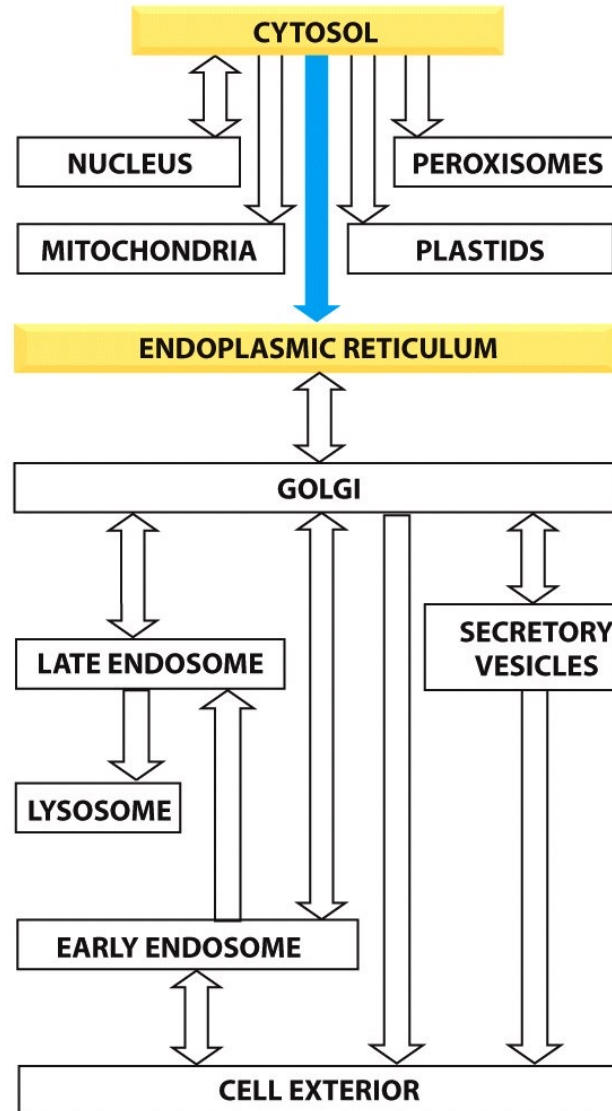 CYTOSOL
NUCLEUS
PEROXISOMES
MITOCHONDRIA
PLASTIDS
ENDOPLASMIC RETICULUM
GOLGI
LATE ENDOSOME
SECRETORY
VESICLES
LYSOSOME
EARLY ENDOSOME
CELL EXTERIOR